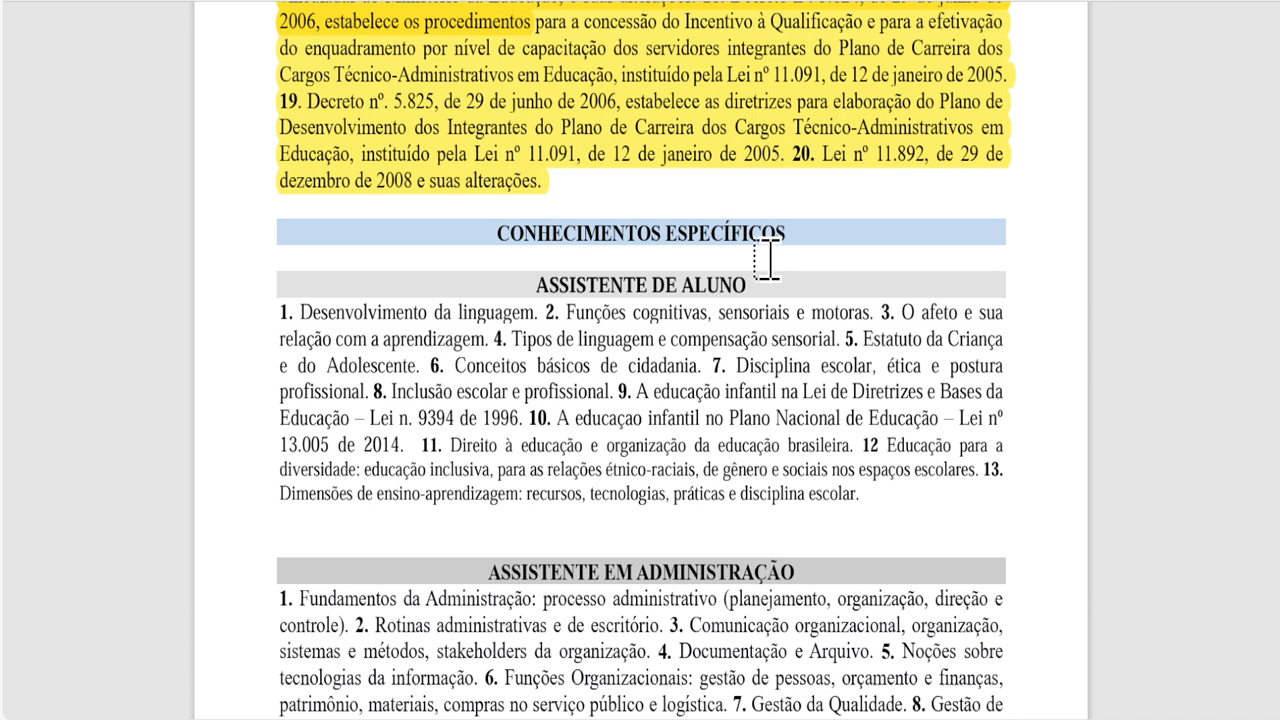 2006, estabelece os procedimentos para a concessão do Incentivo à Qualificação e para a efetivação
do enquadramento por nível de capacitação dos servidores integrantes do Plano de Carreira dos
Cargos Técnico-Administrativos em Educação, instituído pela Lei nº 11.091, de 12 de janeiro de 2005.
19. Decreto nº. 5.825, de 29 de junho de 2006, estabelece as diretrizes para elaboração do Plano de
Desenvolvimento dos Integrantes do Plano de Carreira dos Cargos Técnico-Administrativos em
Educação, instituído pela Lei nº 11.091, de 12 de janeiro de 2005. 20. Lei nº 11.892, de 29 de
dezembro de 2008 e suas alterações.
CONHECIMENTOS ESPECÍFICOS
ASSISTENTE DE ALUNO
1. Desenvolvimento da linguagem. 2. Funções cognitivas, sensoriais e motoras. 3. O afeto e sua
relação com a aprendizagem. 4. Tipos de linguagem e compensação sensorial. 5. Estatuto da Criança
e do Adolescente. 6. Conceitos básicos de cidadania. 7. Disciplina escolar, ética e postura
profissional. 8. Inclusão escolar e profissional. 9. A educação infantil na Lei de Diretrizes e Bases da
Educação – Lei n. 9394 de 1996. 10. A educaçao infantil no Plano Nacional de Educação – Lei nº
13.005 de 2014. 11. Direito à educação e organização da educação brasileira. 12 Educação para a
diversidade: educação inclusiva, para as relações étnico-raciais, de gênero e sociais nos espaços escolares. 13.
Dimensões de ensino-aprendizagem: recursos, tecnologias, práticas e disciplina escolar.
ASSISTENTE EM ADMINISTRAÇÃO
1. Fundamentos da Administração: processo administrativo (planejamento, organização, direção e
controle). 2. Rotinas administrativas e de escritório. 3. Comunicação organizacional, organização,
sistemas e métodos, stakeholders da organização. 4. Documentação e Arquivo. 5. Noções sobre
tecnologias da informação. 6. Funções Organizacionais: gestão de pessoas, orçamento e finanças,
patrimônio, materiais, compras no serviço público e logística. 7. Gestão da Qualidade. 8. Gestão de